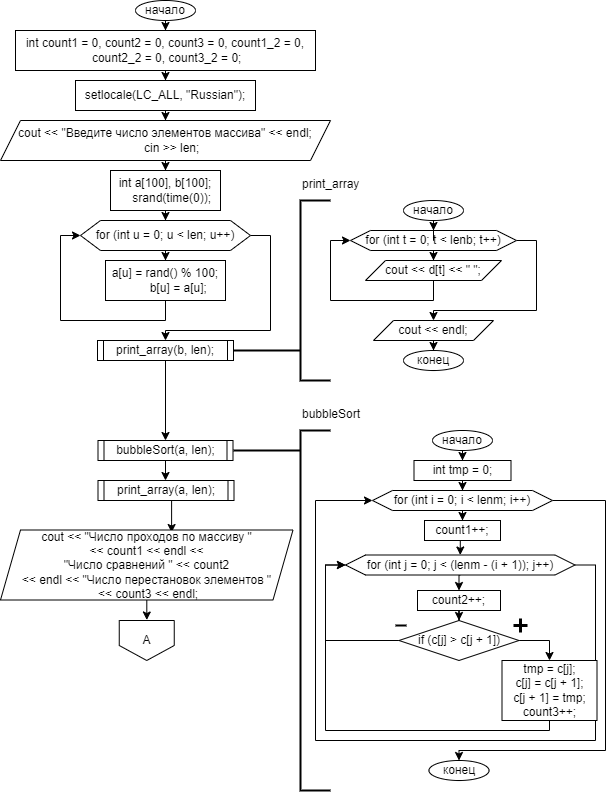 начало
int count1 = 0, count2 = 0, count3 = 0, count1_2 = 0,
count2_2 = 0, count3_2 = 0;
setlocale(LC_ALL, "Russian");
cout << "Введите число элементов массива" << endl;
cin >> len;
int a[100], b[100];
srand(time(0));
for (int u = 0; u < len; u++)
a[u] = rand() % 100;
b[u] = a[u];
print_array(b, len);
bubbleSort(a, len);
print_array(a, len);
cout << "Число проходов по массиву "
<< count1 << endl <<
"Число сравнений " << count2
<< endl << "Число перестановок элементов "
<< count3 << endl;
A
print_array
начало
for (int t = 0; t < lenb; t++)
cout << d[t] << " ";
cout << endl;
конец
bubbleSort
начало
int tmp = 0;
for (int i = 0; i < lenm; i++)
count1++;
for (int j = 0; j < (lenm - (i + 1)); j++)
count2++;
− +
if (c[j] > c[j + 1])
tmp = c[j];
c[j] = c[j + 1];
c[j + 1] = tmp;
count3++;
конец